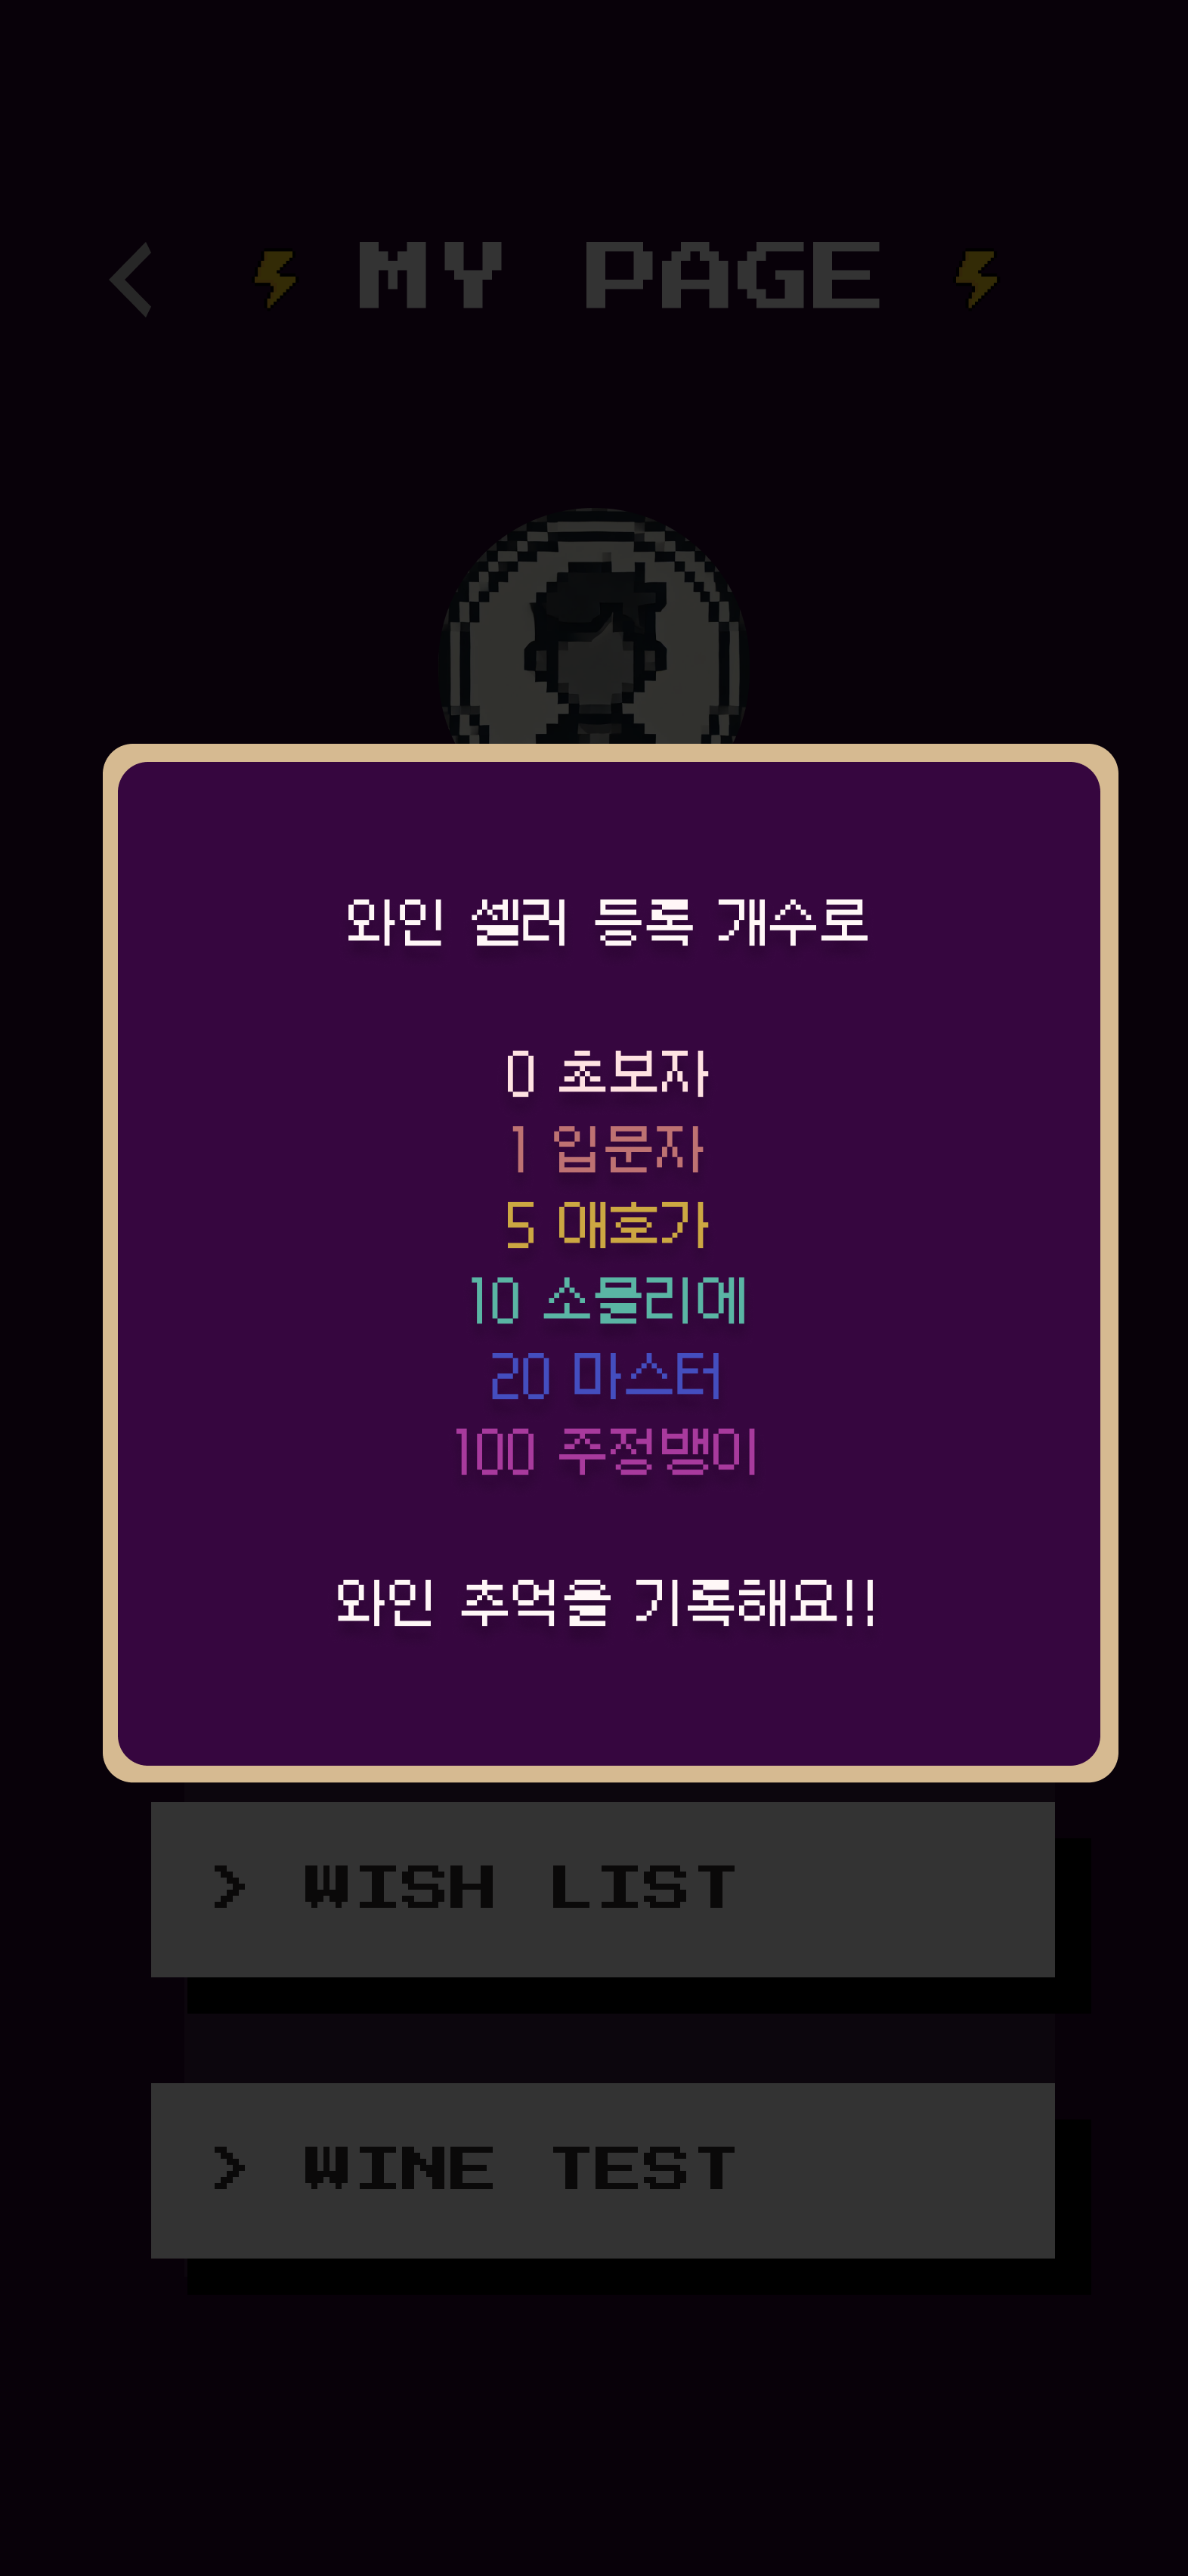 MY PAGE
와인 셀러 등록 개수로
0 초보자
1 입문자
5 애호가
10 소믈리에
20 마스터
100 주정뱅이
와인 추억을 기록해요!!
> WISH LIST
> WINE TEST